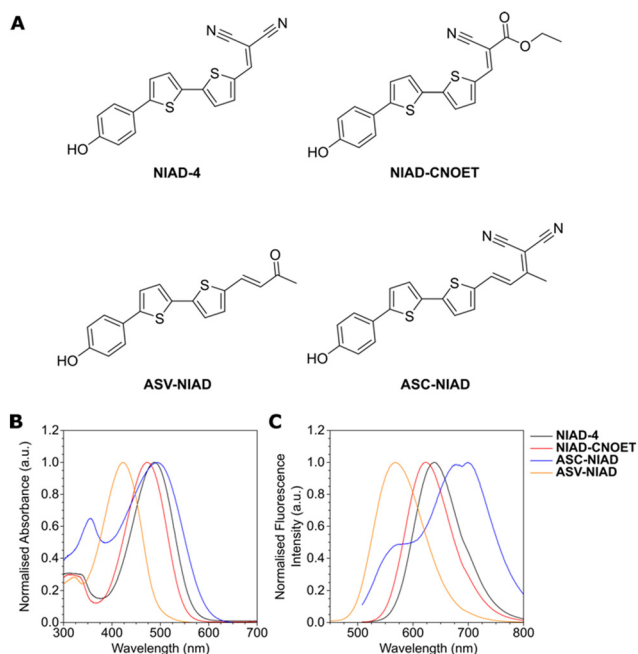 A
N
N
S
S
HO
NIAD-4
N
O
O
S
S
HO
NIAD-CNOET
O
S
S
HO
ASV-NIAD
N
N
S
S
HO
ASC-NIAD
B
Normalised Absorbance (a.u.)
1.2
1.0
0.8
0.6
0.4
0.2
0.0
300 400 500 600 700
Wavelength (nm)
C
Normalised Fluorescence
Intensity (a.u.)
1.2
1.0
0.8
0.6
0.4
0.2
0.0
500 600 700 800
Wavelength (nm)
NIAD-4
NIAD-CNOET
ASC-NIAD
ASV-NIAD